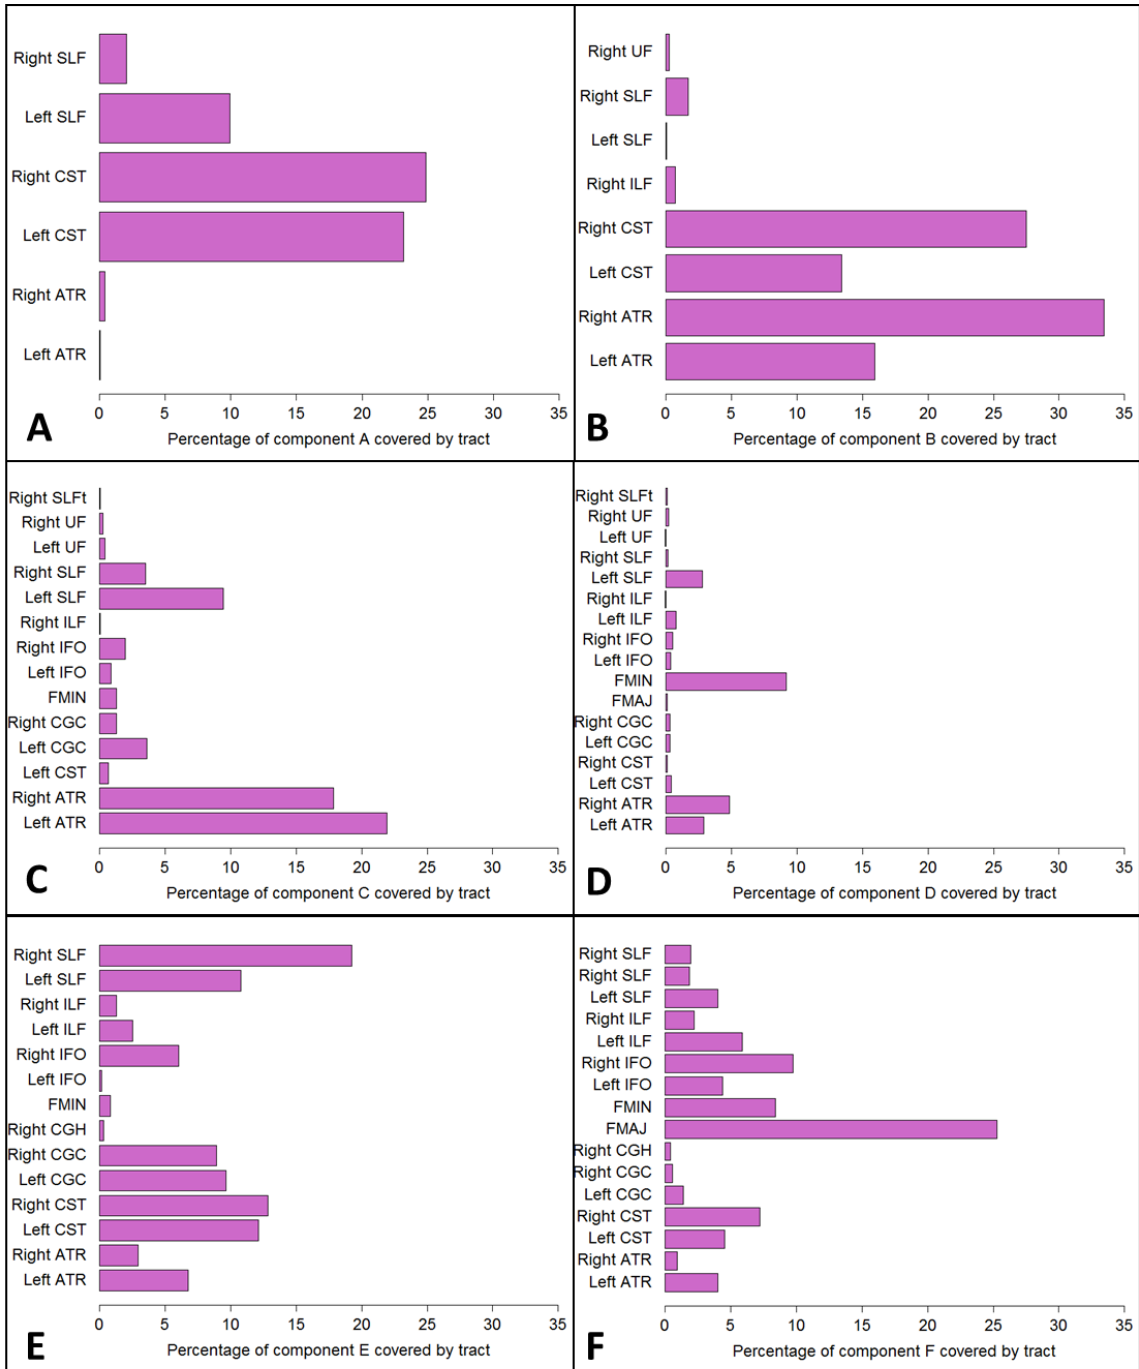 Right SLF
Left SLF
Right CST
Left CST
Right ATR
Left ATR
0 5 10 15 20 25 30 35
A
Percentage of component A covered by tract
Right UF
Right SLF
Left SLF
Right ILF
Right CST
Left CST
Right ATR
Left ATR
0 5 10 15 20 25 30 35
B
Percentage of component B covered by tract
Right SLFt
Right UF
Left UF
Right SLF
Left SLF
Right ILF
Right IFO
Left IFO
FMIN
Right CGC
Left CGC
Left CST
Right ATR
Left ATR
0 5 10 15 20 25 30 35
C
Percentage of component C covered by tract
Right SLFt
Right UF
Left UF
Right SLF
Left SLF
Right ILF
Left ILF
Right IFO
Left IFO
FMIN
FMAJ
Right CGC
Left CGC
Right CST
Left CST
Right ATR
Left ATR
0 5 10 15 20 25 30 35
D
Percentage of component D covered by tract
Right SLF
Left SLF
Right ILF
Left ILF
Right IFO
Left IFO
FMIN
Right CGH
Right CGC
Left CGC
Right CST
Left CST
Right ATR
Left ATR
0 5 10 15 20 25 30 35
E
Percentage of component E covered by tract
Right SLF
Right SLF
Left SLF
Right ILF
Left ILF
Right IFO
Left IFO
FMIN
FMAJ
Right CGH
Right CGC
Left CGC
Right CST
Left CST
Right ATR
Left ATR
0 5 10 15 20 25 30 35
F
Percentage of component F covered by tract